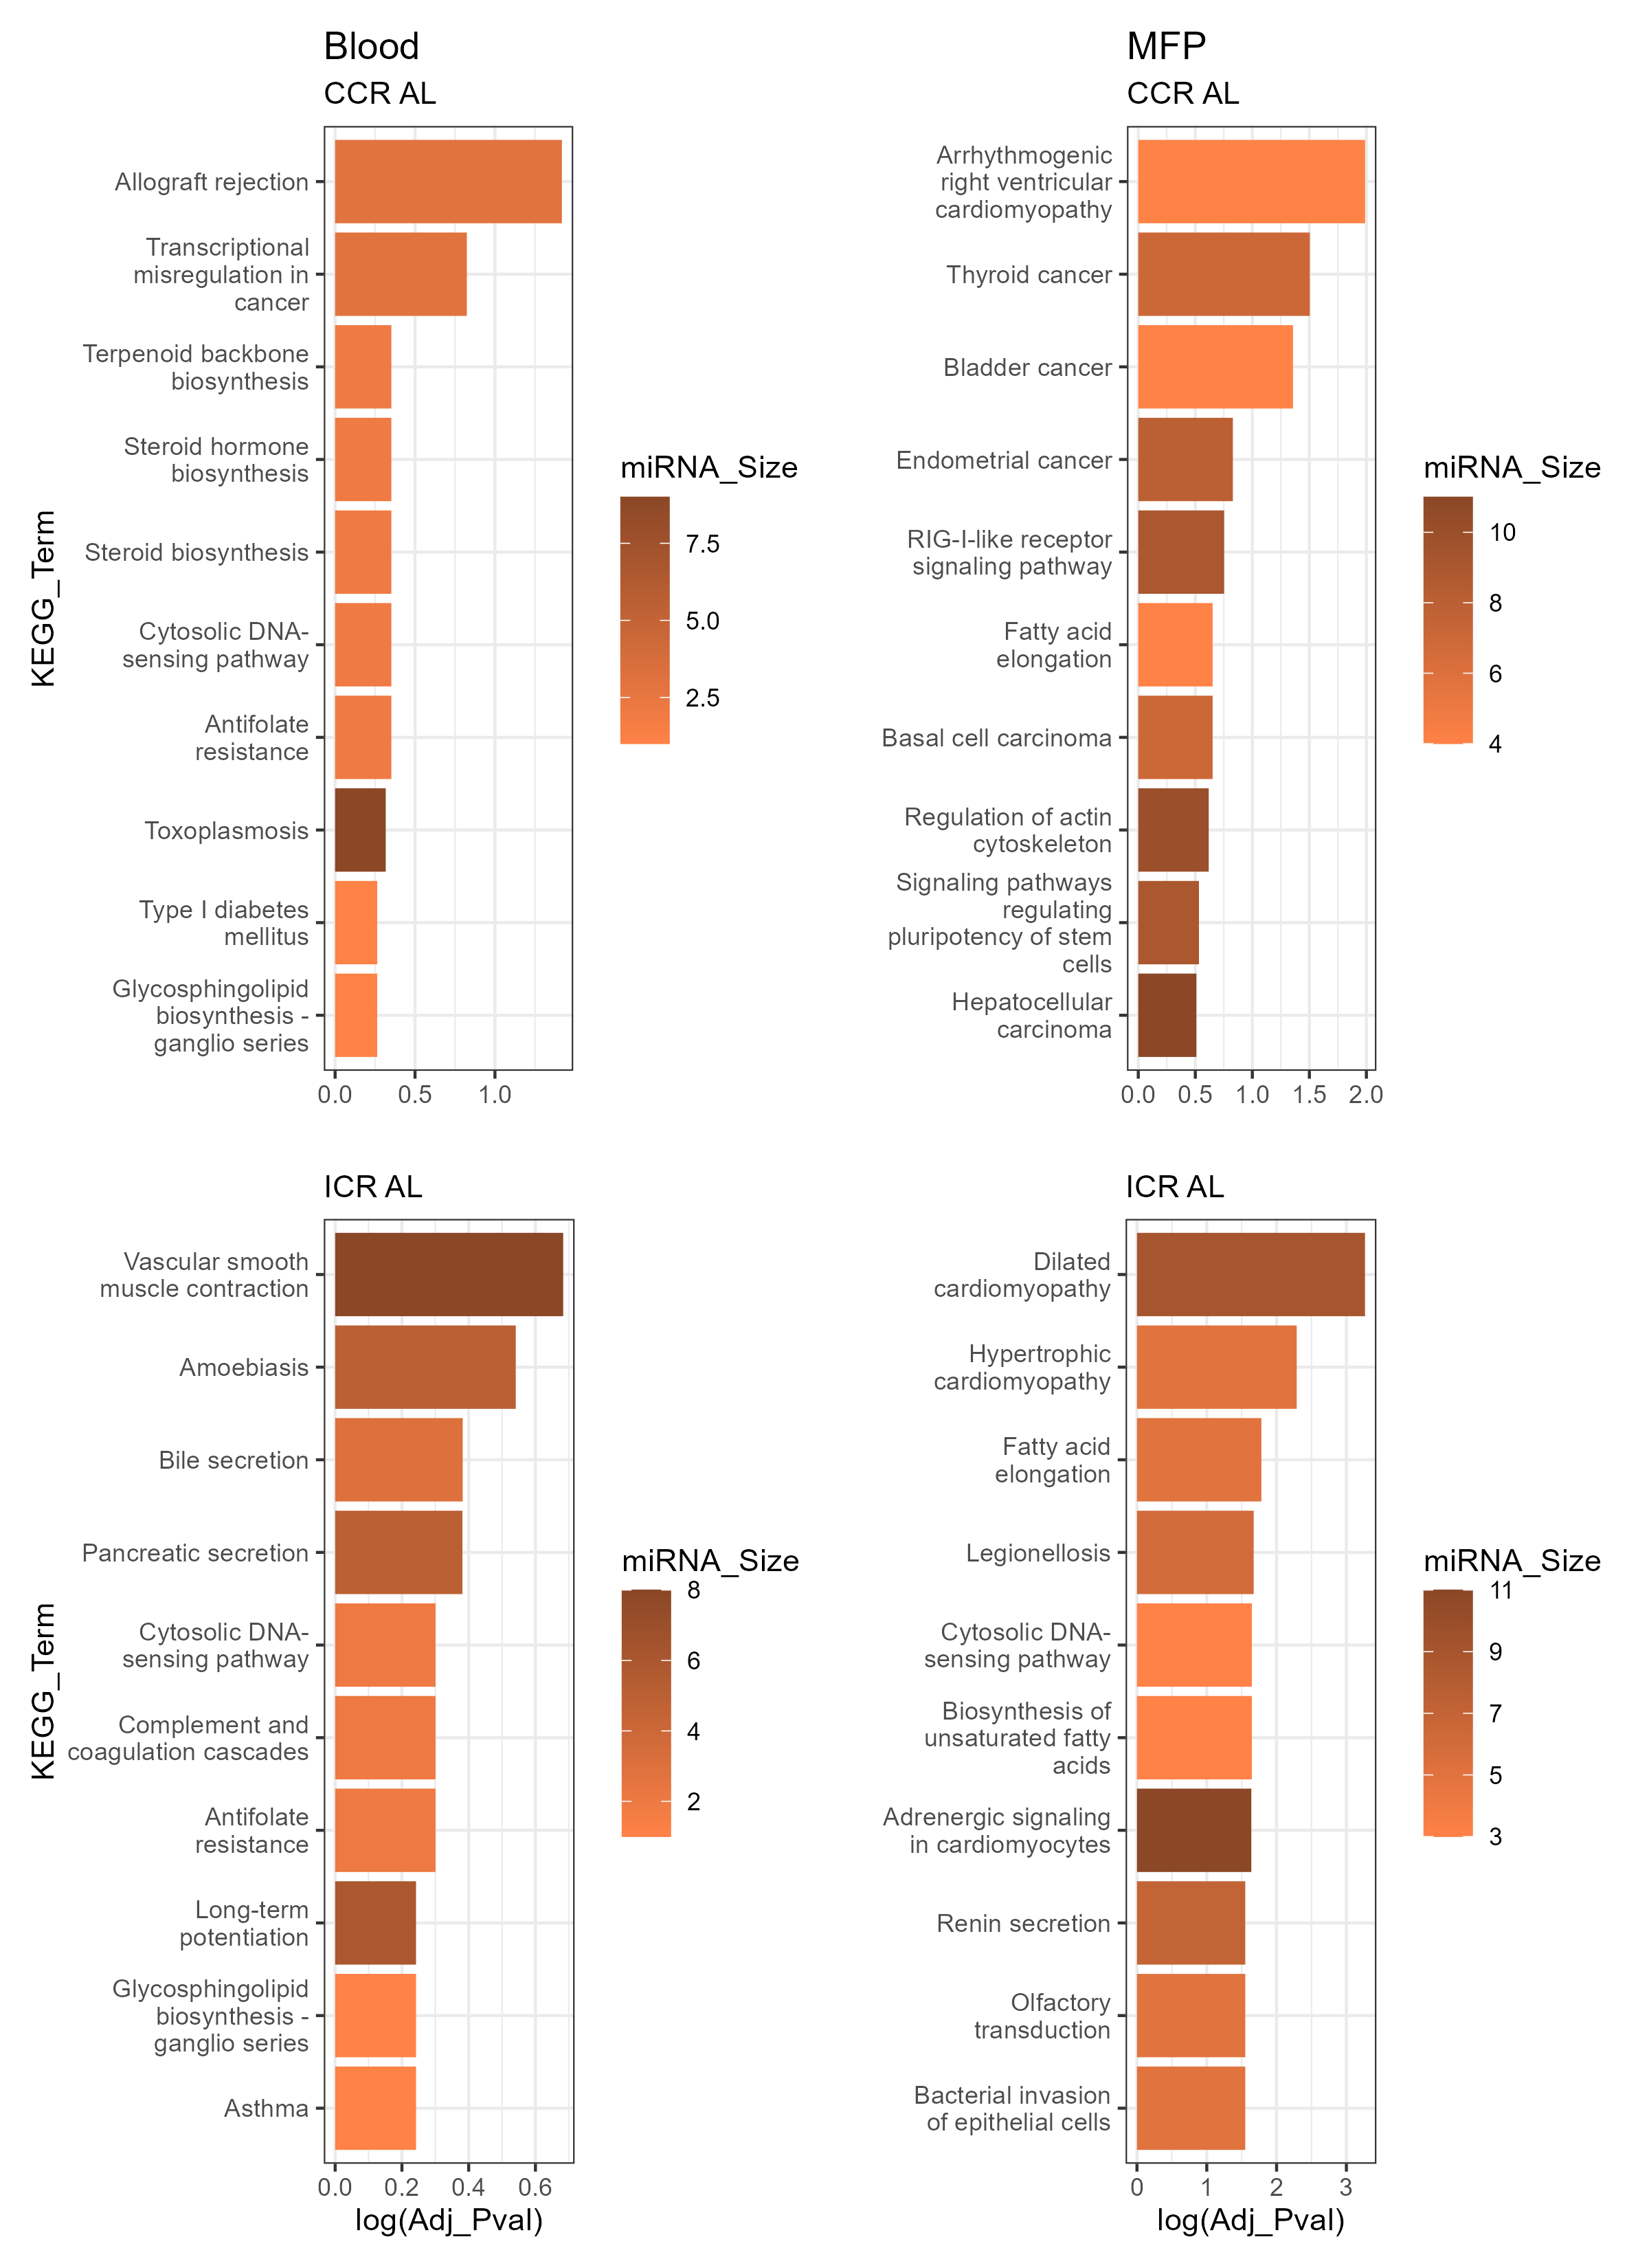 Blood
CCR AL
KEGG_Term
Allograft rejection
Transcriptional
misregulation in
cancer
Terpenoid backbone
biosynthesis
Steroid hormone
biosynthesis
Steroid biosynthesis
Cytosolic DNA-
sensing pathway
Antifolate
resistance
Toxoplasmosis
Type I diabetes
mellitus
Glycosphingolipid
biosynthesis -
ganglio series
0.0 0.5 1.0
miRNA_Size
7.5
5.0
2.5
MFP
CCR AL
Arrhythmogenic
right ventricular
cardiomyopathy
Thyroid cancer
Bladder cancer
Endometrial cancer
RIG-I-like receptor
signaling pathway
Fatty acid
elongation
Basal cell carcinoma
Regulation of actin
cytoskeleton
Signaling pathways
regulating
pluripotency of stem
cells
Hepatocellular
carcinoma
0.0 0.5 1.0 1.5 2.0
miRNA_Size
10
8
6
4
ICR AL
KEGG_Term
Vascular smooth
muscle contraction
Amoebiasis
Bile secretion
Pancreatic secretion
Cytosolic DNA-
sensing pathway
Complement and
coagulation cascades
Antifolate
resistance
Long-term
potentiation
Glycosphingolipid
biosynthesis -
ganglio series
Asthma
0.0 0.2 0.4 0.6
log(Adj_Pval)
miRNA_Size
8
6
4
2
ICR AL
Dilated
cardiomyopathy
Hypertrophic
cardiomyopathy
Fatty acid
elongation
Legionellosis
Cytosolic DNA-
sensing pathway
Biosynthesis of
unsaturated fatty
acids
Adrenergic signaling
in cardiomyocytes
Renin secretion
Olfactory
transduction
Bacterial invasion
of epithelial cells
0 1 2 3
log(Adj_Pval)
miRNA_Size
11
9
7
5
3